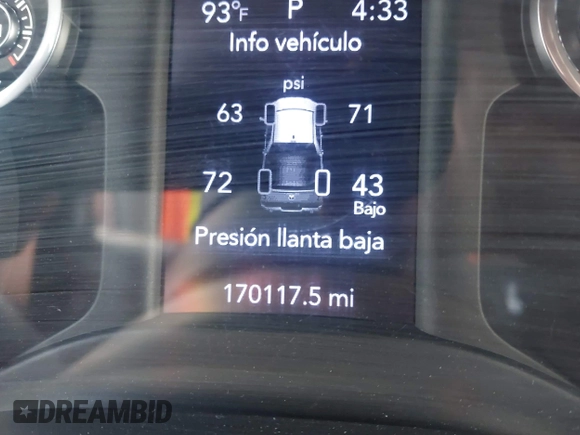 93°F P 4:33
Info vehículo
psi
63 71
72 43
Bajo
Presión llanta baja
170117.5 mi
DREAMBID